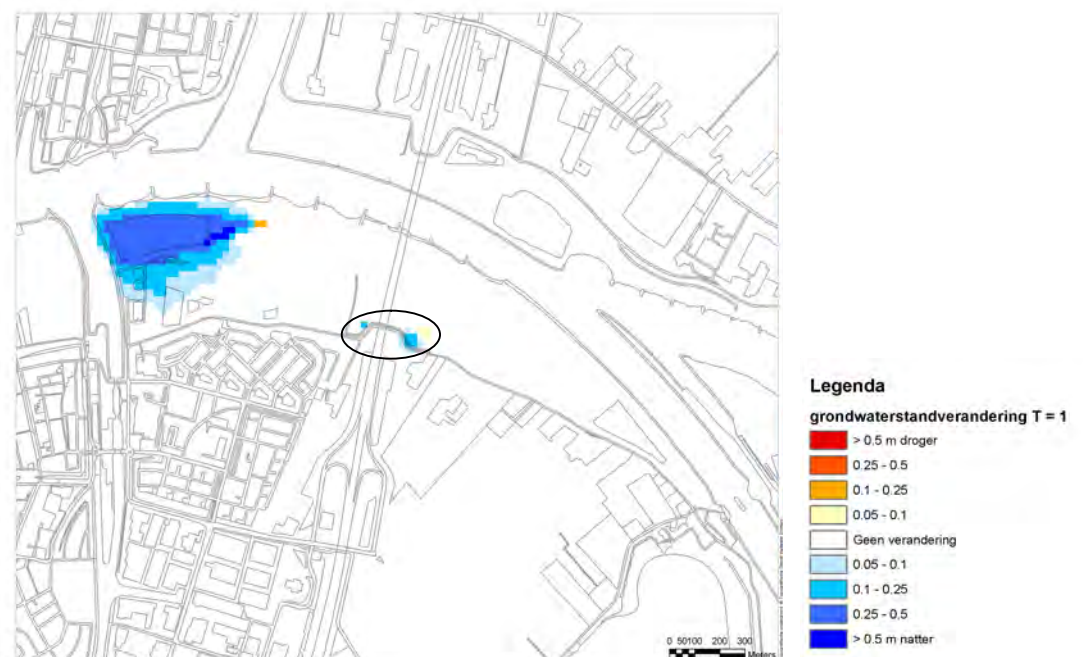 Legenda
grondwaterstandverandering T = 1
> 0.5 m droger
0.25 - 0.5
0.1 - 0.25
0.05 - 0.1
Geen verandering
0.05 - 0.1
0.1 - 0.25
0.25 - 0.5
> 0.5 m natter
0 50100 200 300
Meters